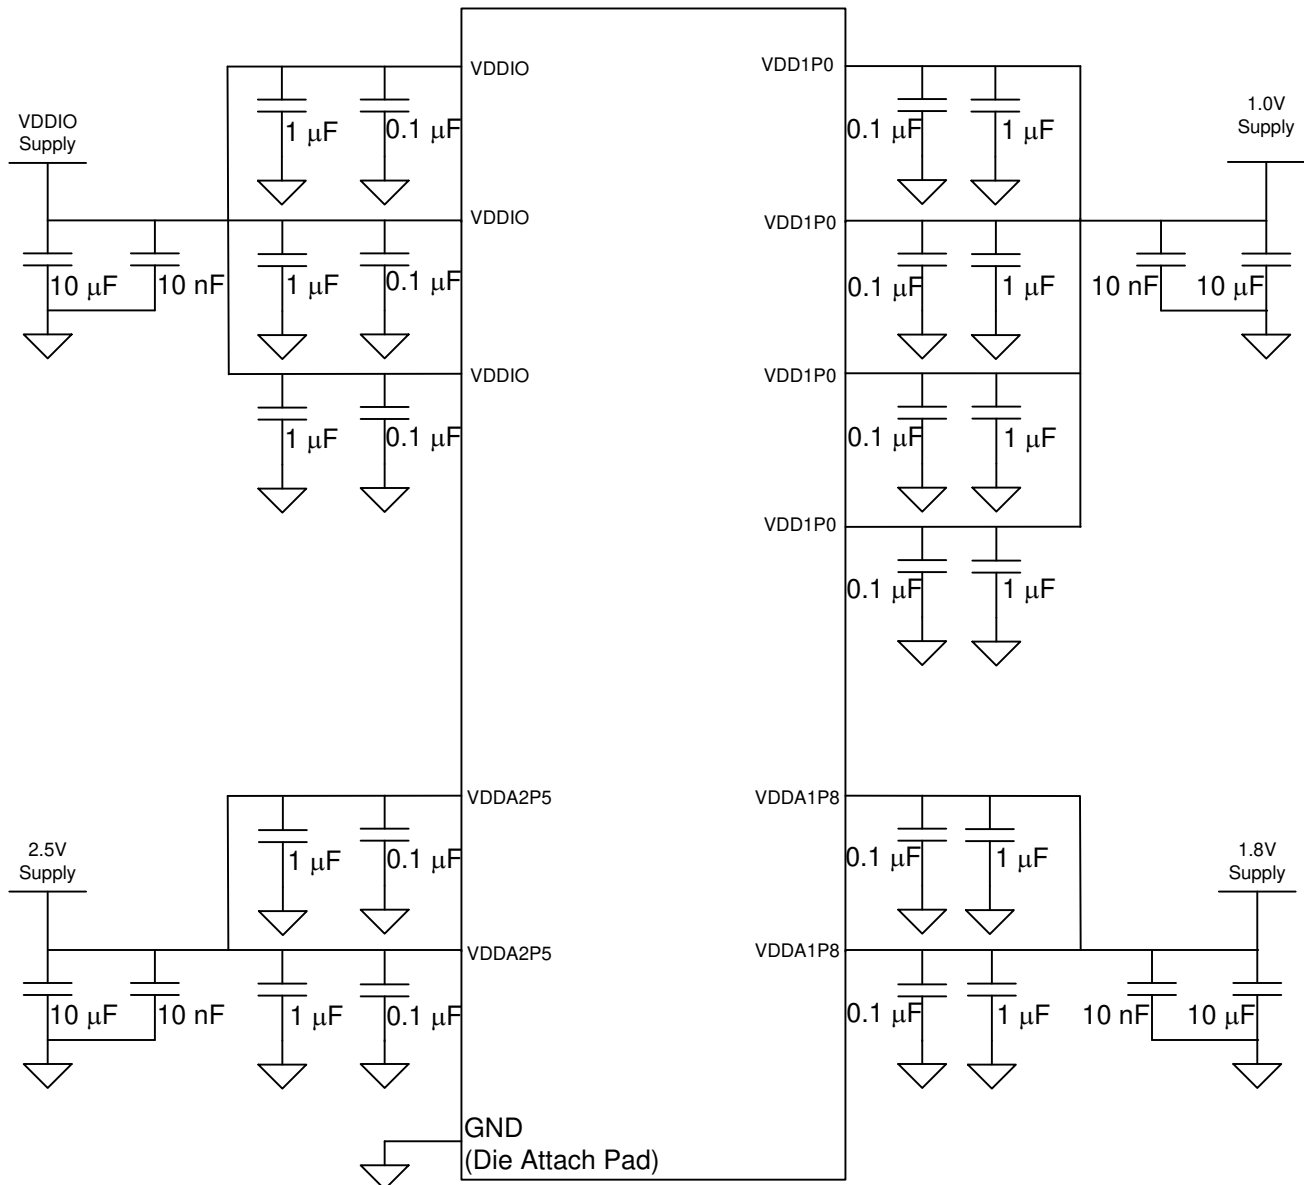 VDDIO
VDD1P0
1 μF
0.1 μF
0.1 μF
1 μF
VDDIO
Supply
1.0V
Supply
VDDIO
VDD1P0
10 μF
10 nF
1 μF
0.1 μF
0.1 μF
1 μF
10 nF
10 μF
VDDIO
VDD1P0
1 μF
0.1 μF
0.1 μF
1 μF
VDD1P0
0.1 μF
1 μF
VDDA2P5
VDDA1P8
1 μF
0.1 μF
0.1 μF
1 μF
2.5V
Supply
1.8V
Supply
VDDA2P5
VDDA1P8
10 μF
10 nF
1 μF
0.1 μF
0.1 μF
1 μF
10 nF
10 μF
GND
(Die Attach Pad)